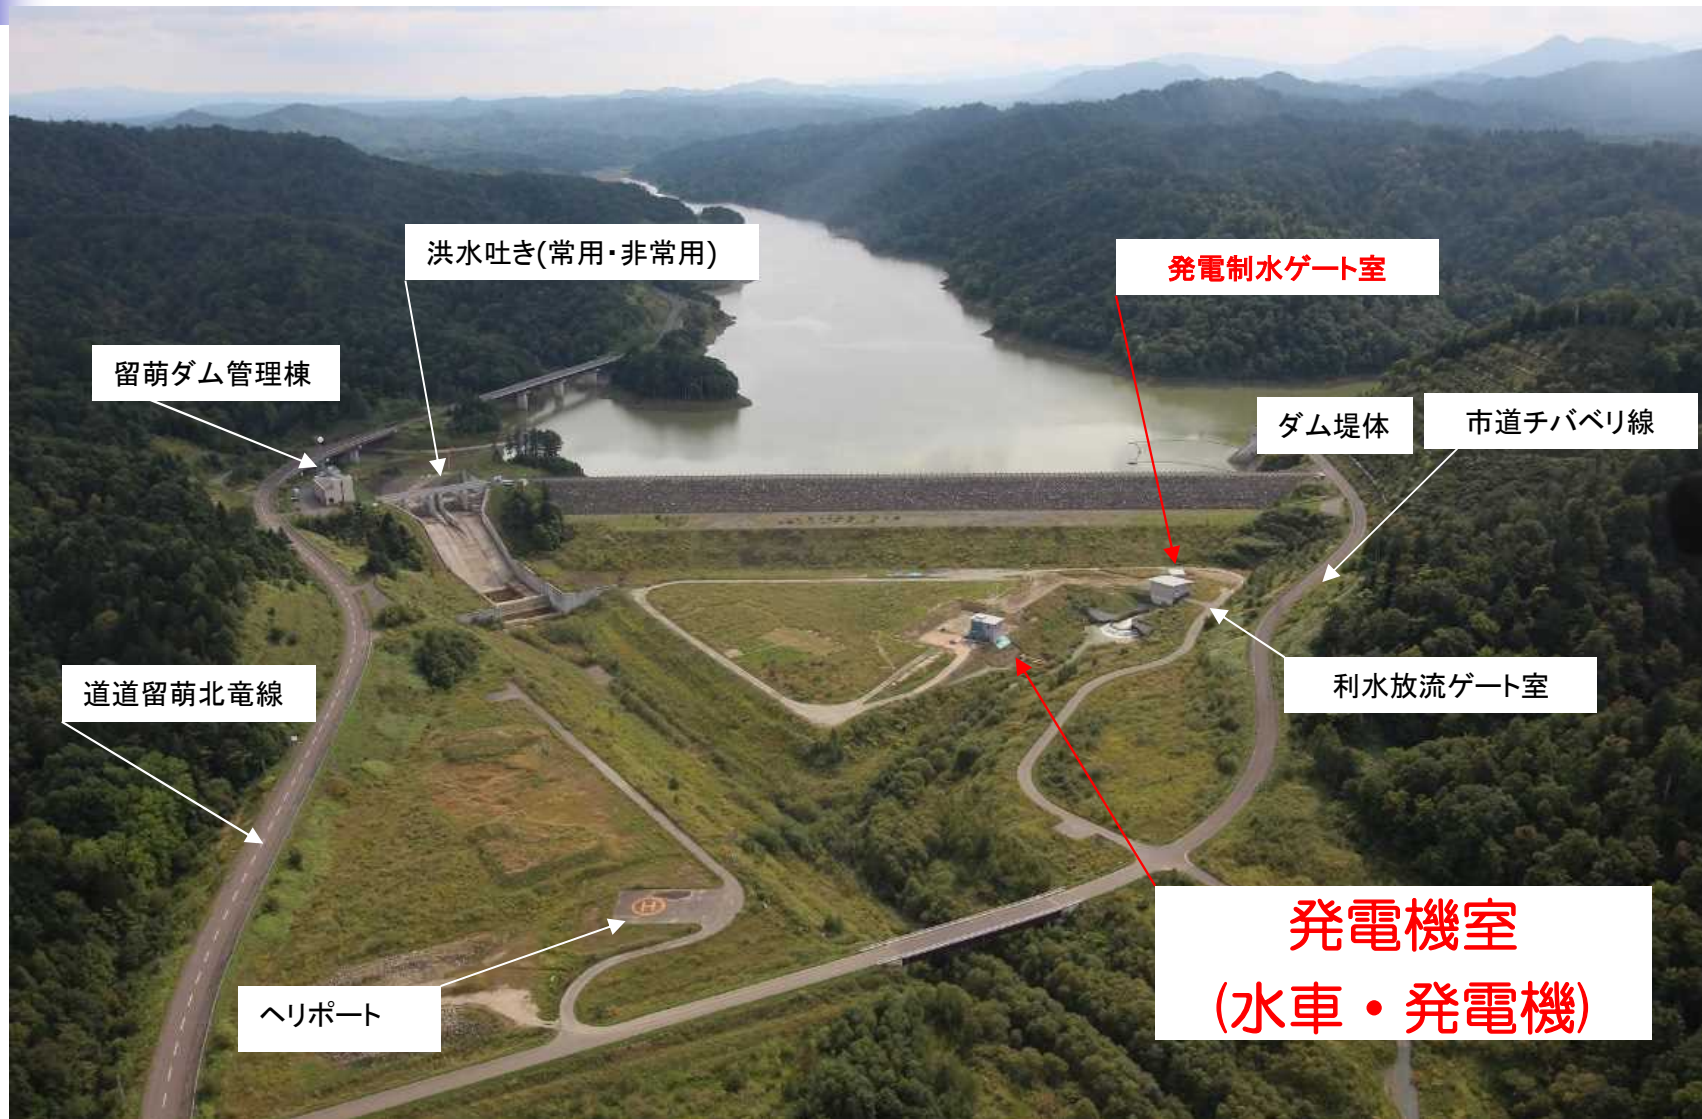 洪水吐き(常用・非常用)
発電制水ゲート室
留萌ダム管理棟
ダム堤体
市道チバベリ線
道道留萌北竜線
利水放流ゲート室
ヘリポート
H
発電機室
(水車・発電機)